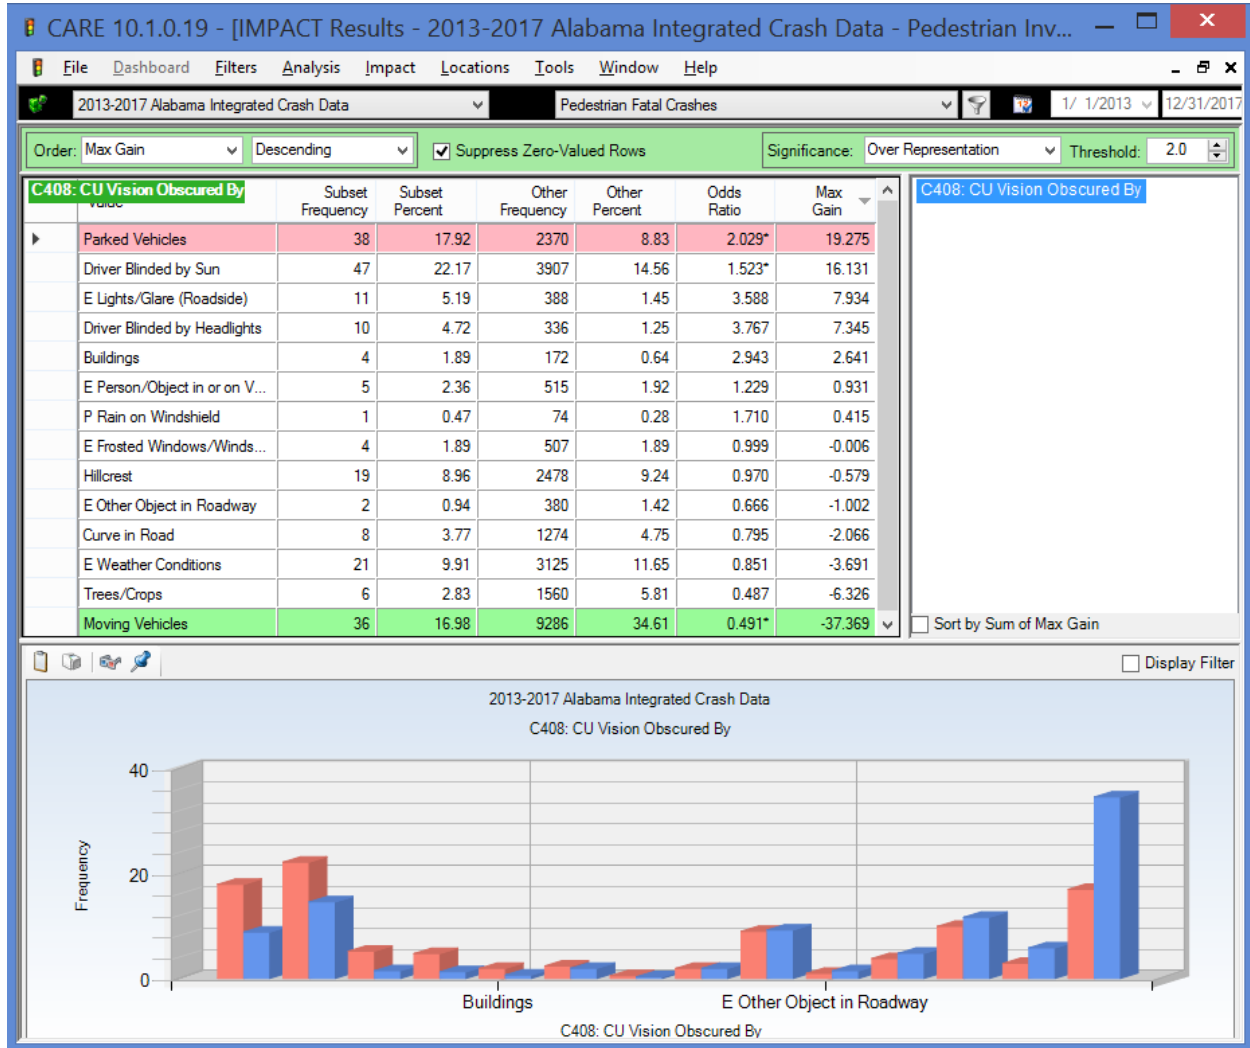 CARE 10.1.0.19 - [IMPACT Results - 2013-2017 Alabama Integrated Crash Data - Pedestrian Inv...
File Dashboard Filters Analysis Impact Locations Tools Window Help
2013-2017 Alabama Integrated Crash Data Pedestrian Fatal Crashes 1/ 1/2013 12/31/2017
Order: Max Gain Descending Suppress Zero-Valued Rows Significance: Over Representation Threshold: 2.0
C408: CU Vision Obscured By Subset Frequency Subset Percent Other Frequency Other Percent Odds Ratio Max Gain C408: CU Vision Obscured By
Parked Vehicles 38 17.92 2370 8.83 2.029* 19.275
Driver Blinded by Sun 47 22.17 3907 14.56 1.523* 16.131
E Lights/Glare (Roadside) 11 5.19 388 1.45 3.588 7.934
Driver Blinded by Headlights 10 4.72 336 1.25 3.767 7.345
Buildings 4 1.89 172 0.64 2.943 2.641
E Person/Object in or on V... 5 2.36 515 1.92 1.229 0.931
P Rain on Windshield 1 0.47 74 0.28 1.710 0.415
E Frosted Windows/Winds... 4 1.89 507 1.89 0.999 -0.006
Hillcrest 19 8.96 2478 9.24 0.970 -0.579
E Other Object in Roadway 2 0.94 380 1.42 0.666 -1.002
Curve in Road 8 3.77 1274 4.75 0.795 -2.066
E Weather Conditions 21 9.91 3125 11.65 0.851 -3.691
Trees/Crops 6 2.83 1560 5.81 0.487 -6.326
Moving Vehicles 36 16.98 9286 34.61 0.491* -37.369 Sort by Sum of Max Gain
Display Filter
2013-2017 Alabama Integrated Crash Data
C408: CU Vision Obscured By
40
20
0
Frequency
Buildings E Other Object in Roadway
C408: CU Vision Obscured By